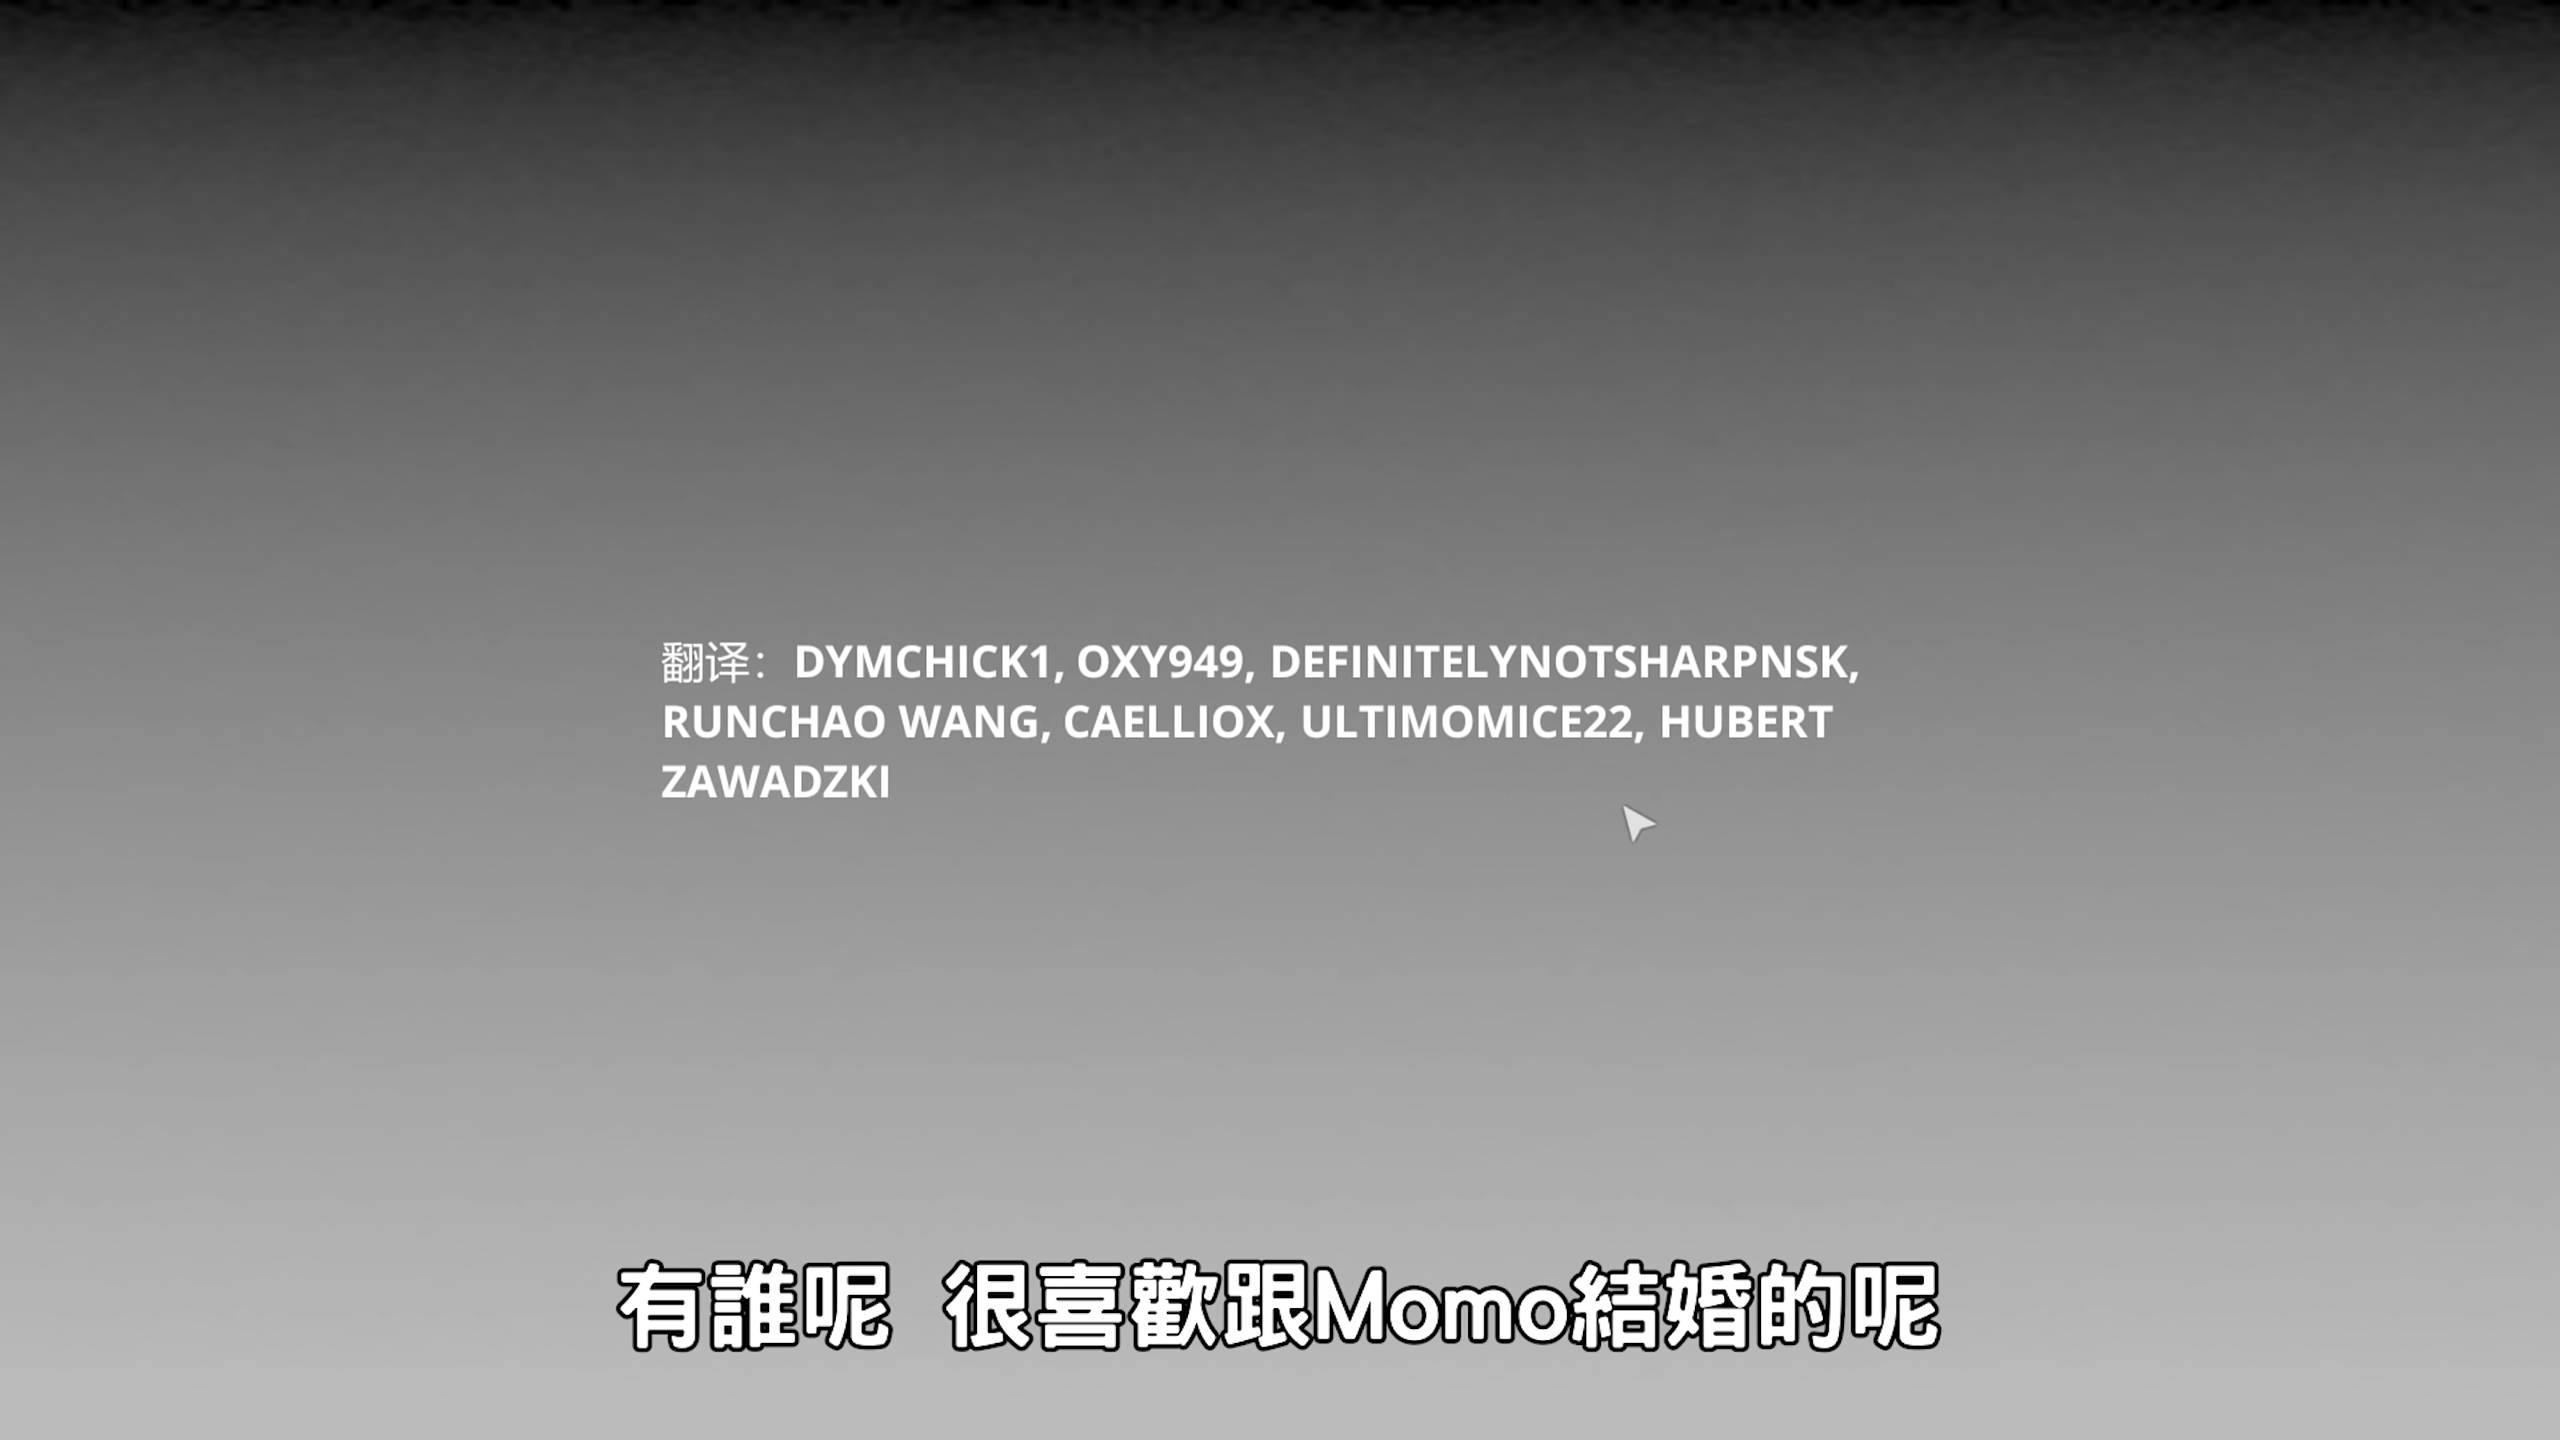 翻译：DYMCHICK1, OXY949, DEFINITELYNOTSHARPNSK,
RUNCHAO WANG, CAELLIOX, ULTIMOMICE22, HUBERT
ZAWADZKI
有誰呢 很喜歡跟Momo結婚的呢